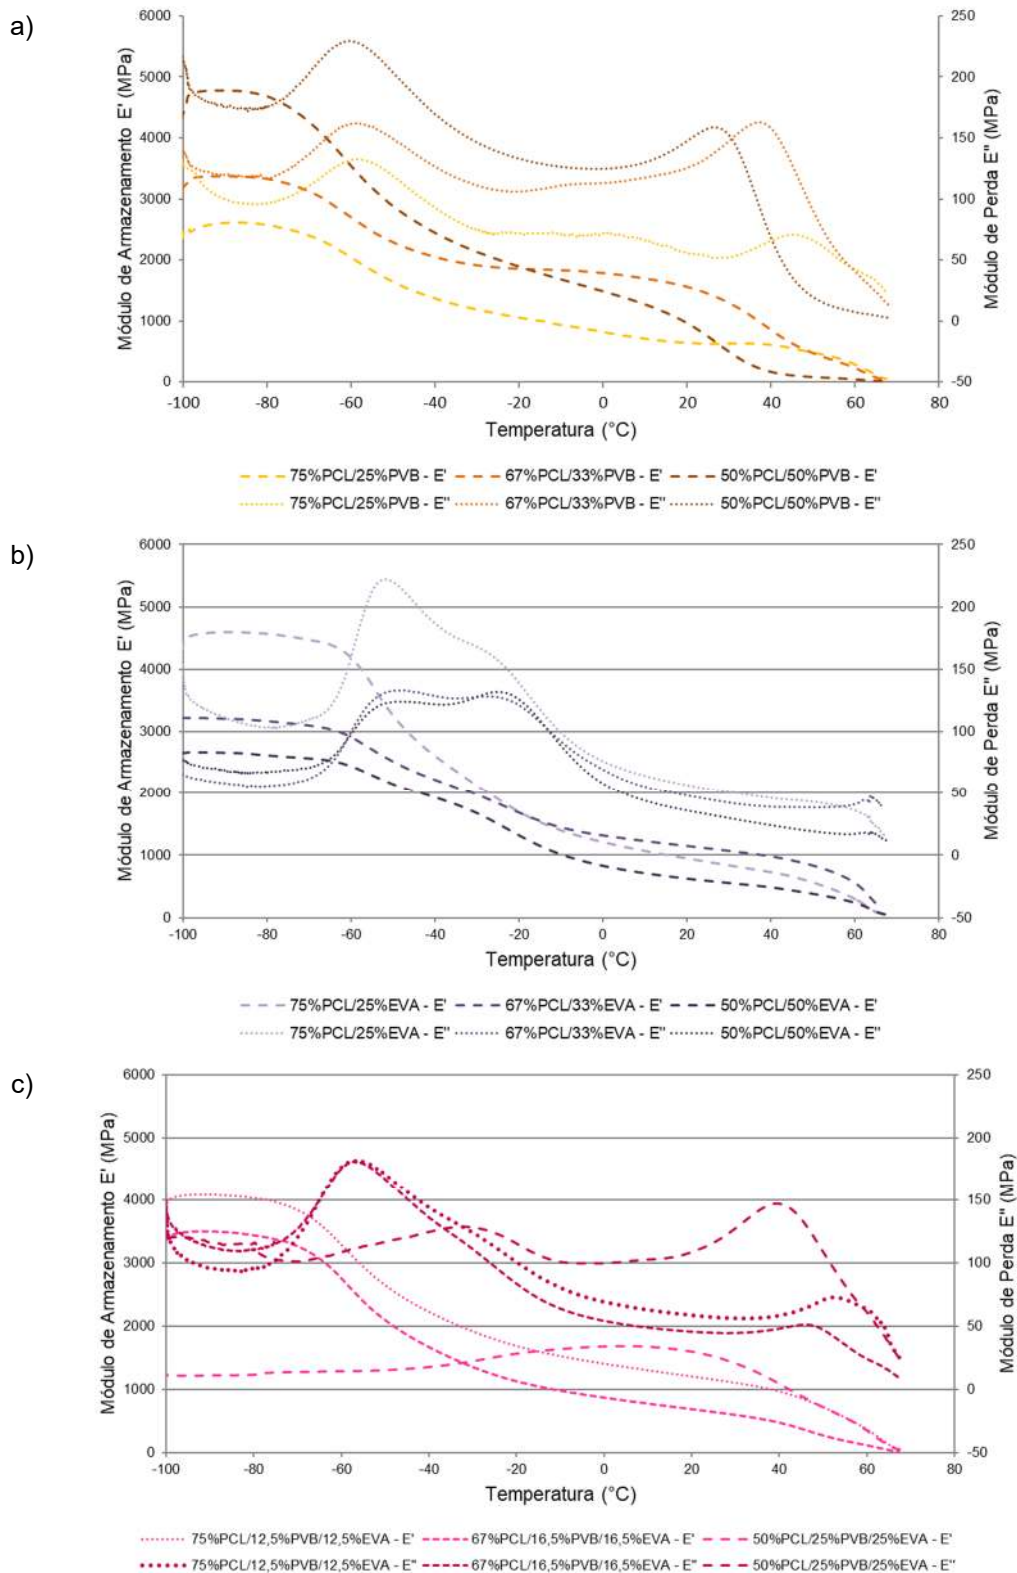 a)
Módulo de Armazenamento E' (MPa)
6000
5000
4000
3000
2000
1000
0
250
200
150
100
50
0
-50
Módulo de Perda E" (MPa)
-100 -80 -60 -40 -20 0 20 40 60 80
Temperatura (°C)
75%PCL/25%PVB - E' 67%PCL/33%PVB - E' 50%PCL/50%PVB - E'
75%PCL/25%PVB - E" 67%PCL/33%PVB - E" 50%PCL/50%PVB - E"
b)
Módulo de Armazenamento E' (MPa)
6000
5000
4000
3000
2000
1000
0
250
200
150
100
50
0
-50
Módulo de Perda E" (MPa)
-100 -80 -60 -40 -20 0 20 40 60 80
Temperatura (°C)
75%PCL/25%EVA - E' 67%PCL/33%EVA - E' 50%PCL/50%EVA - E'
75%PCL/25%EVA - E" 67%PCL/33%EVA - E" 50%PCL/50%EVA - E"
c)
Módulo de Armazenamento E' (MPa)
6000
5000
4000
3000
2000
1000
0
250
200
150
100
50
0
-50
Módulo de Perda E" (MPa)
-100 -80 -60 -40 -20 0 20 40 60 80
Temperatura (°C)
75%PCL/12,5%PVB/12,5%EVA - E' 67%PCL/16,5%PVB/16,5%EVA - E' 50%PCL/25%PVB/25%EVA - E'
75%PCL/12,5%PVB/12,5%EVA - E" 67%PCL/16,5%PVB/16,5%EVA - E" 50%PCL/25%PVB/25%EVA - E"